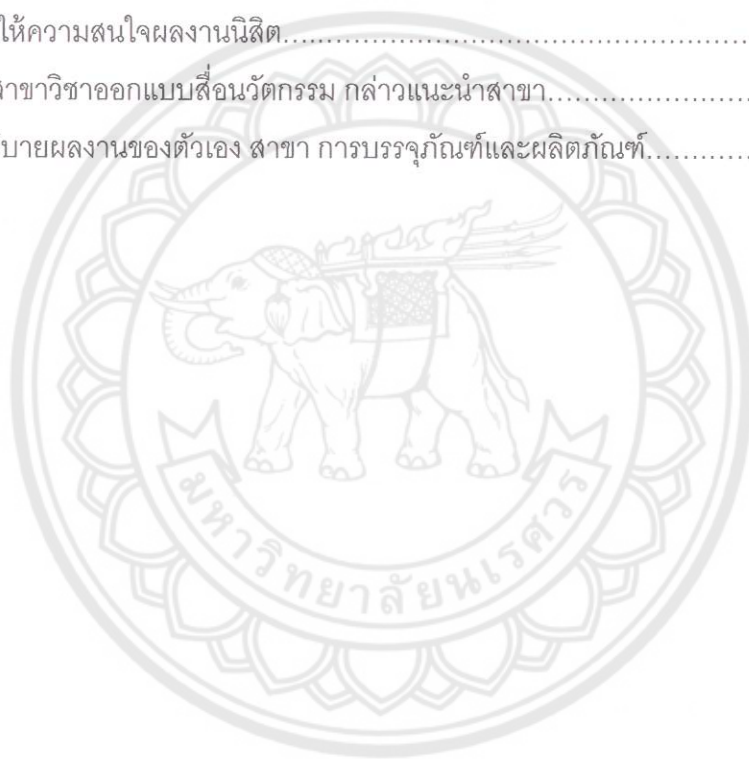 ให้ความสนใจผลงานนิสิต
สาขาวิชาออกแบบสื่อนวัตกรรม กล่าวแนะนำสาขา
บายผลงานของตัวเอง สาขา การบรรจุภัณฑ์และผลิตภัณฑ์
มหาวิทยาลัยนเรศวร